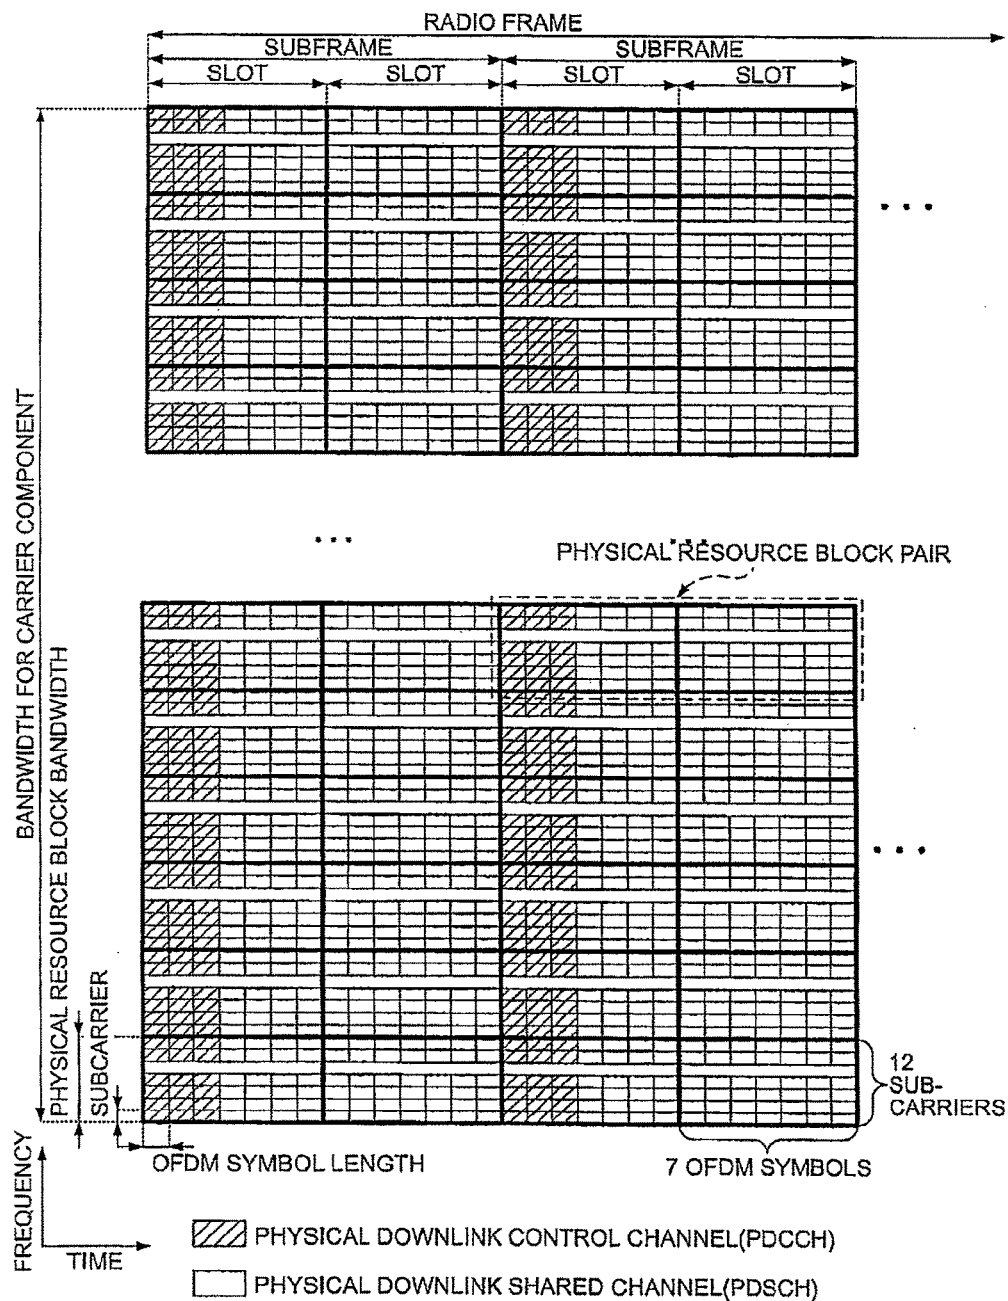 RADIO FRAME
SUBFRAME
SUBFRAME
SLOT
SLOT
SLOT
SLOT
...
BANDWIDTH FOR CARRIER COMPONENT
...
...
PHYSICAL RESOURCE BLOCK PAIR
PHYSICAL RESOURCE BLOCK BANDWIDTH
SUBCARRIER
...
12
SUB-
CARRIERS
OFDM SYMBOL LENGTH
7 OFDM SYMBOLS
FREQUENCY
TIME
PHYSICAL DOWNLINK CONTROL CHANNEL(PDCCH)
PHYSICAL DOWNLINK SHARED CHANNEL(PDSCH)